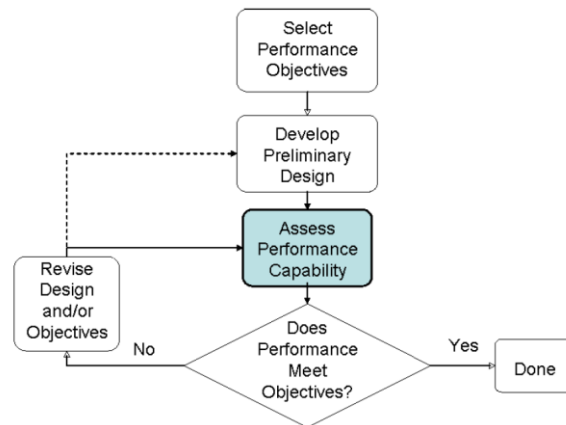 Select
Performance
Objectives
Develop
Preliminary
Design
Assess
Performance
Capability
Revise
Design
and/or
Objectives
Does
Performance
Meet
Objectives?
No
Yes
Done